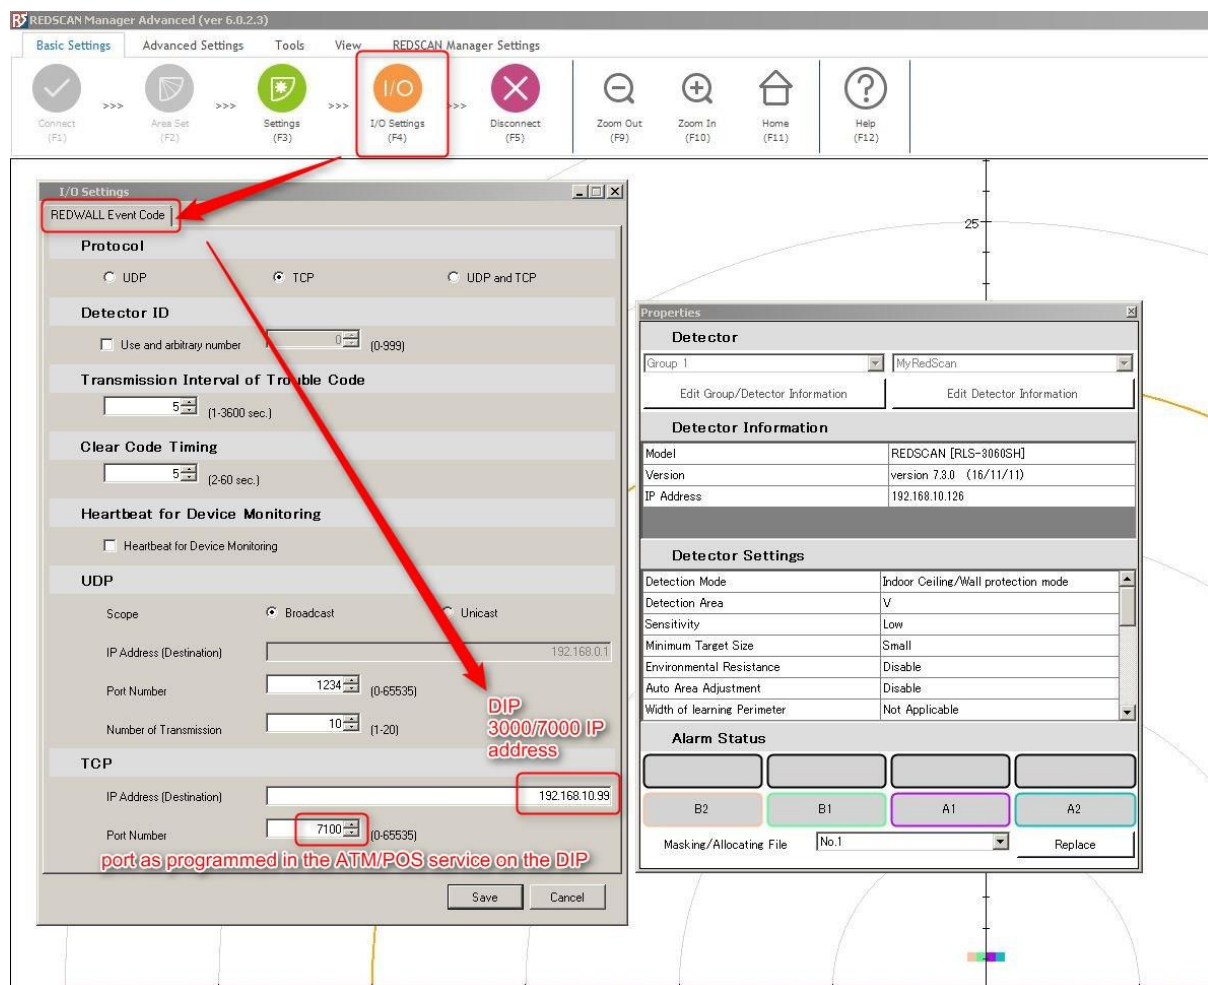 REDSCAN Manager Advanced (ver 6.0.2.3)
Basic Settings Advanced Settings Tools View REDSCAN Manager Settings
>>> >>> >>> I/O >>>
Connect Area Set Settings I/O Settings Disconnect Zoom Out Zoom In Home Help
(F1) (F2) (F3) (F4) (F5) (F9) (F10) (F11) (F12)
I/O Settings
REDWALL Event Code
Protocol
UDP TCP UDP and TCP
Detector ID
Use and arbitrary number 0 (0-999)
Transmission Interval of Trouble Code
5 (1-3600 sec.)
Clear Code Timing
5 (2-60 sec.)
Heartbeat for Device Monitoring
Heartbeat for Device Monitoring
UDP
Scope Broadcast Unicast
IP Address (Destination) 192.168.0.1
Port Number 1234 (0-65535)
Number of Transmission 10 (1-20)
DIP
3000/7000 IP
address
TCP
IP Address (Destination) 192.168.10.99
Port Number 7100 (0-65535)
port as programmed in the ATM/POS service on the DIP
Save Cancel
25
Properties
Detector
Group 1 MyRedScan
Edit Group/Detector Information Edit Detector Information
Detector Information
Model REDSCAN [RLS-3060SH]
Version version 7.3.0 (16/11/11)
IP Address 192.168.10.126
Detector Settings
Detection Mode Indoor Ceiling/Wall protection mode
Detection Area V
Sensitivity Low
Minimum Target Size Small
Environmental Resistance Disable
Auto Area Adjustment Disable
Width of learning Perimeter Not Applicable
Alarm Status
B2 B1 A1 A2
Masking/Allocating File No.1 Replace